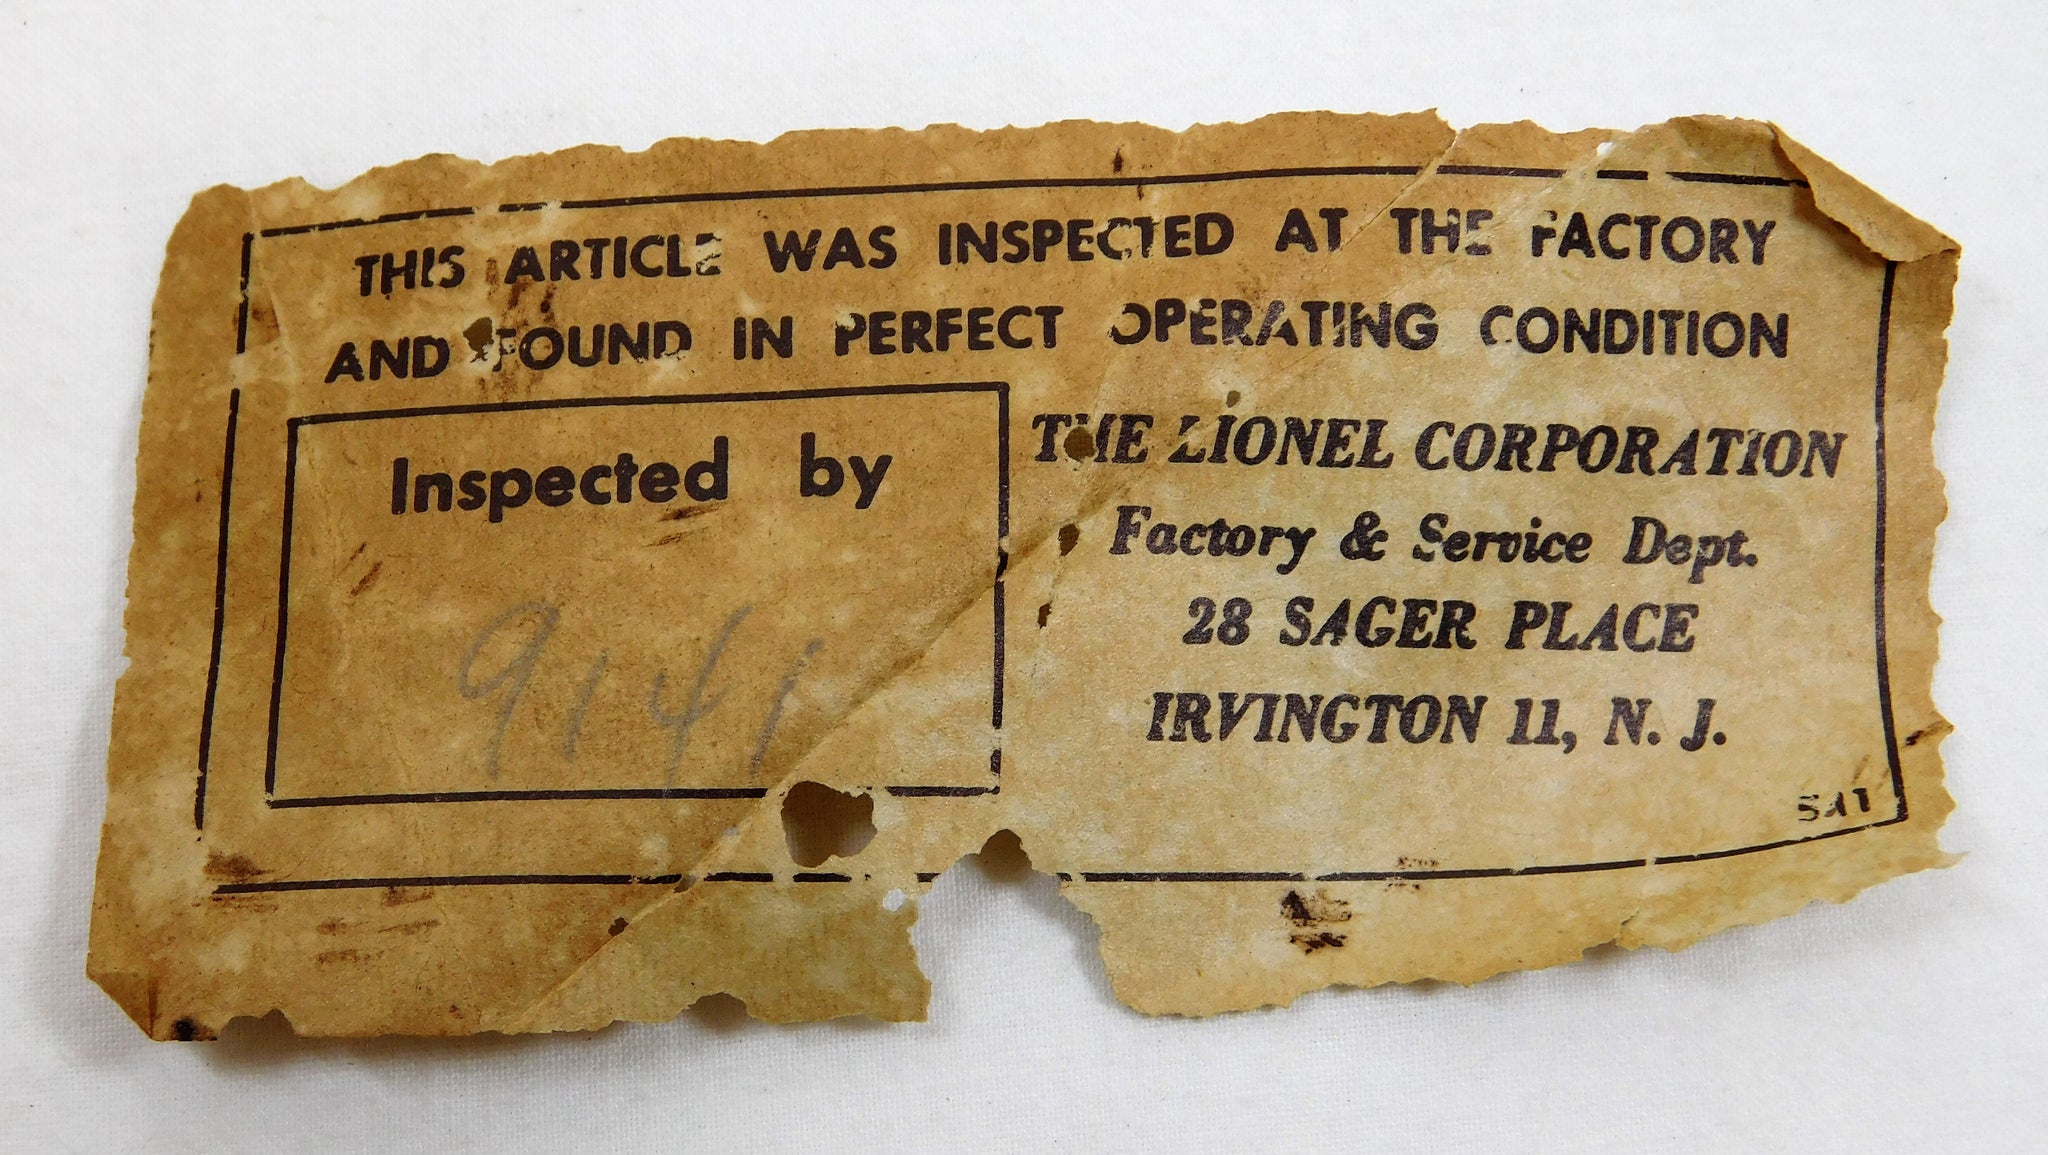 THIS ARTICLE WAS INSPECTED AT THE FACTORY
AND FOUND IN PERFECT OPERATING CONDITION
Inspected by
9141
THE LIONEL CORPORATION
Factory & Service Dept.
28 SAGER PLACE
IRVINGTON 11, N. J.